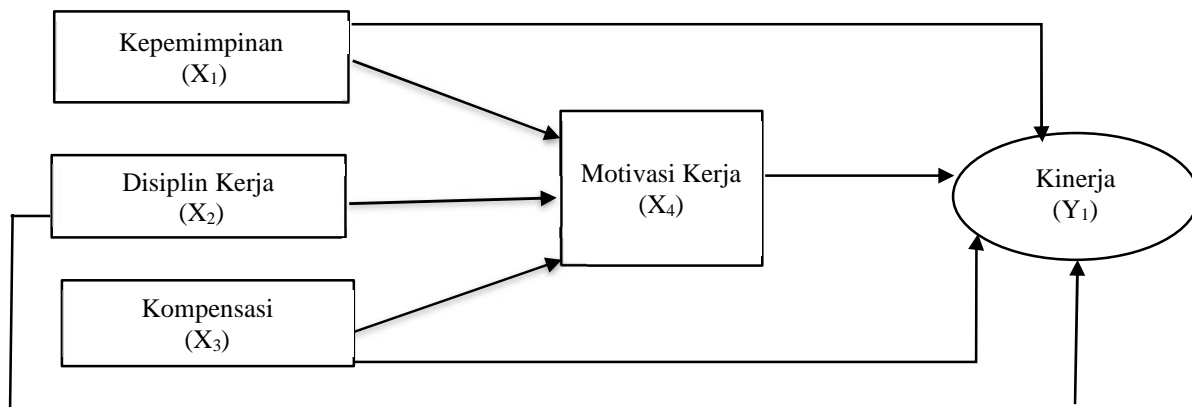 Kepemimpinan
(X₁)
Disiplin Kerja
(X₂)
Kompensasi
(X₃)
Motivasi Kerja
(X₄)
Kinerja
(Y₁)